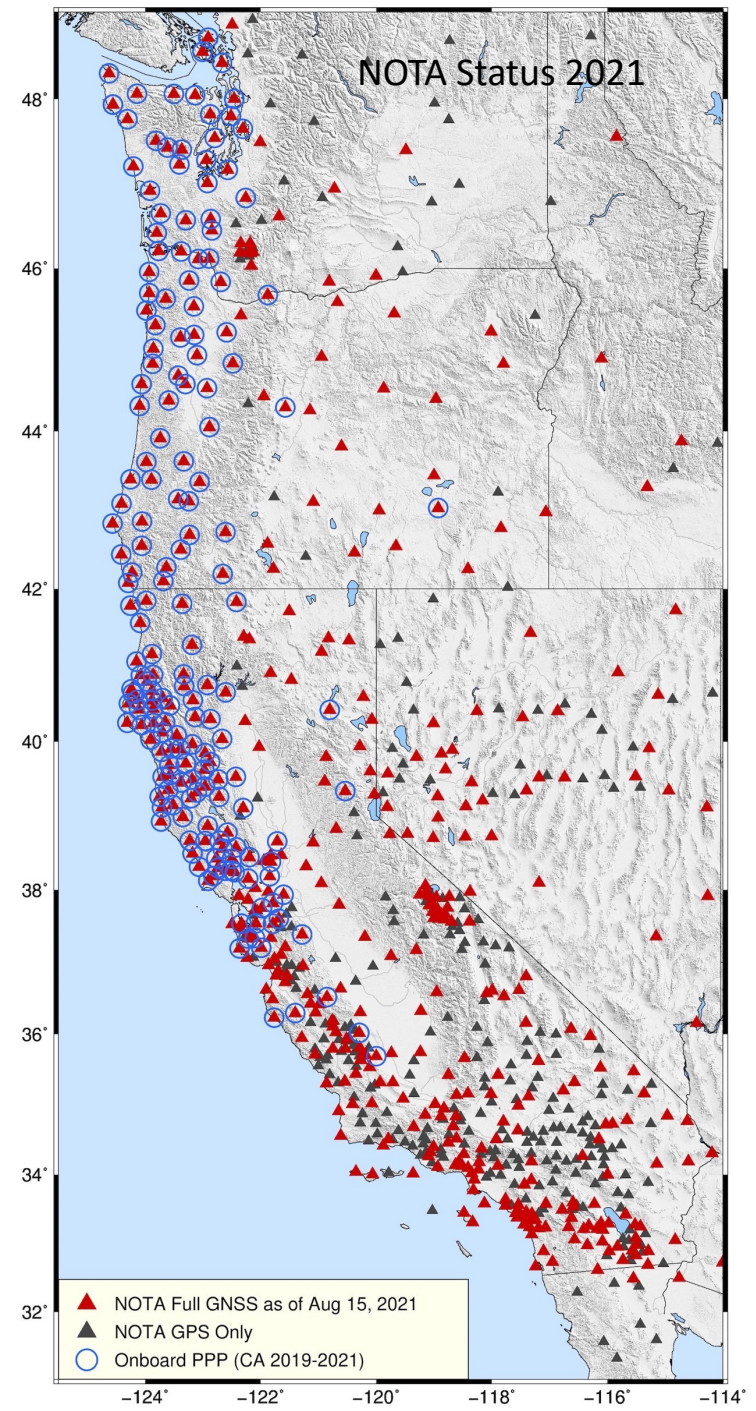 NOTA Status 2021
48°
46°
44°
42°
40°
38°
36°
34°
32°
NOTA Full GNSS as of Aug 15, 2021
NOTA GPS Only
Onboard PPP (CA 2019-2021)
−124° −122° −120° −118° −116° −114°